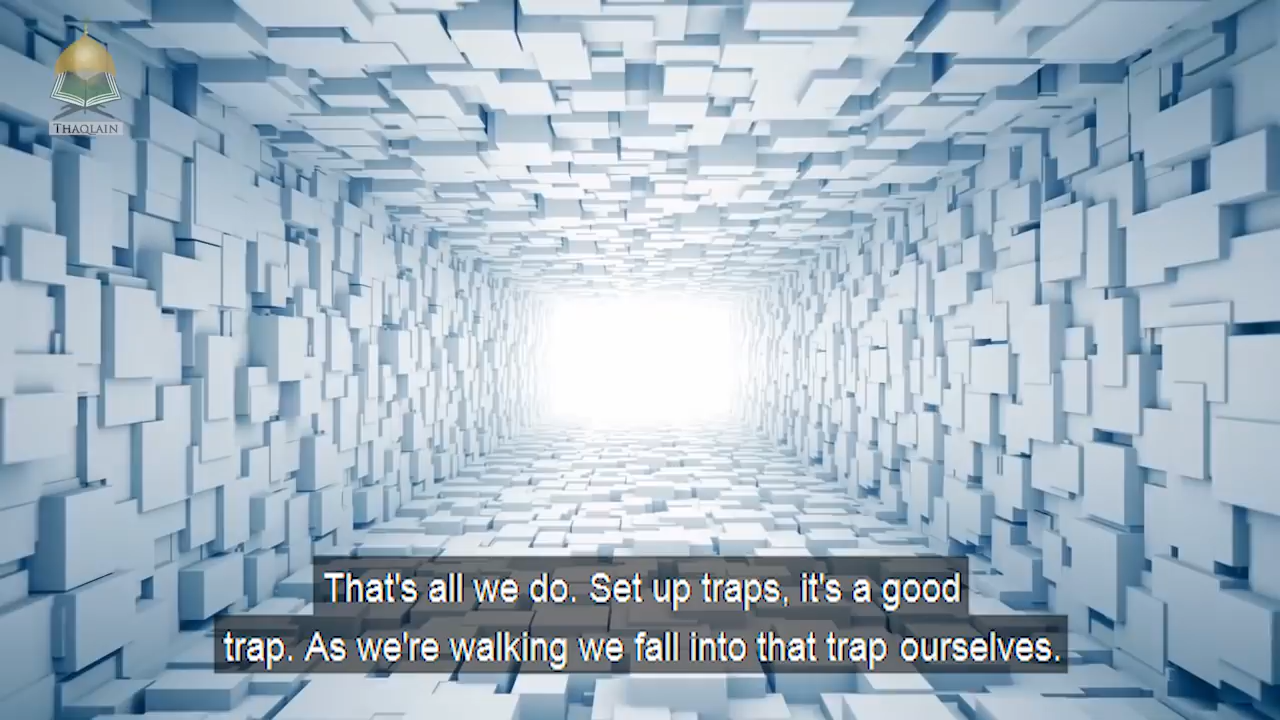 THAQLAIN
That's all we do. Set up traps, it's a good
trap. As we're walking we fall into that trap ourselves.